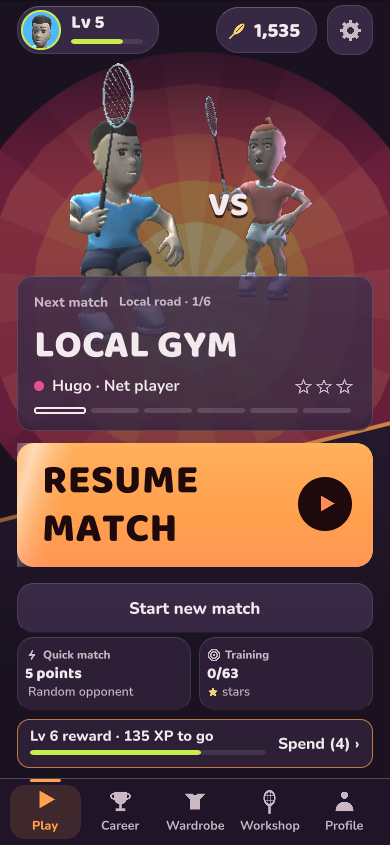 Lv 5
1,535
VS
Next match Local road · 1/6
LOCAL GYM
Hugo · Net player
RESUME
MATCH
Start new match
Quick match
5 points
Random opponent
Training
0/63
stars
Lv 6 reward · 135 XP to go
Spend (4) ›
Play
Career
Wardrobe
Workshop
Profile